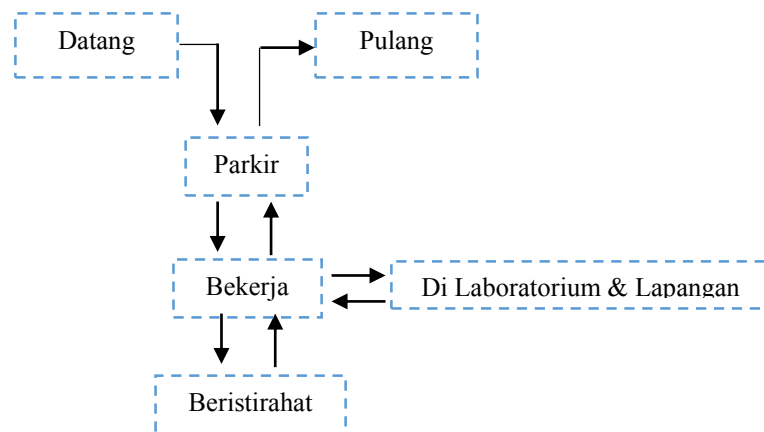 Datang
Pulang
Parkir
Bekerja
Di Laboratorium & Lapangan
Beristirahat